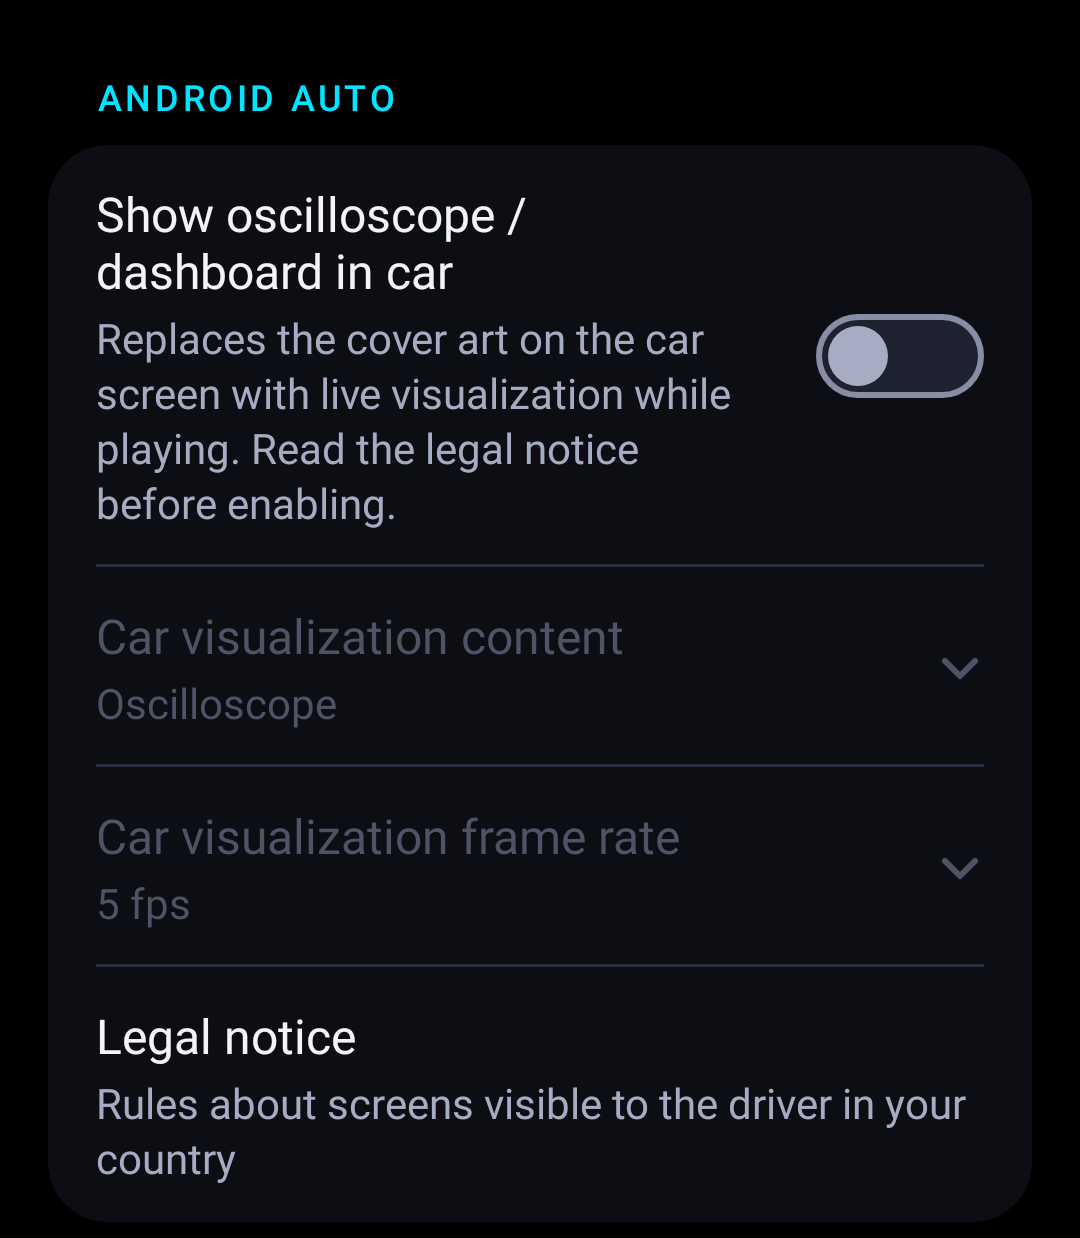 ANDROID AUTO
Show oscilloscope /
dashboard in car
Replaces the cover art on the car
screen with live visualization while
playing. Read the legal notice
before enabling.
Car visualization content
Oscilloscope
Car visualization frame rate
5 fps
Legal notice
Rules about screens visible to the driver in your
country